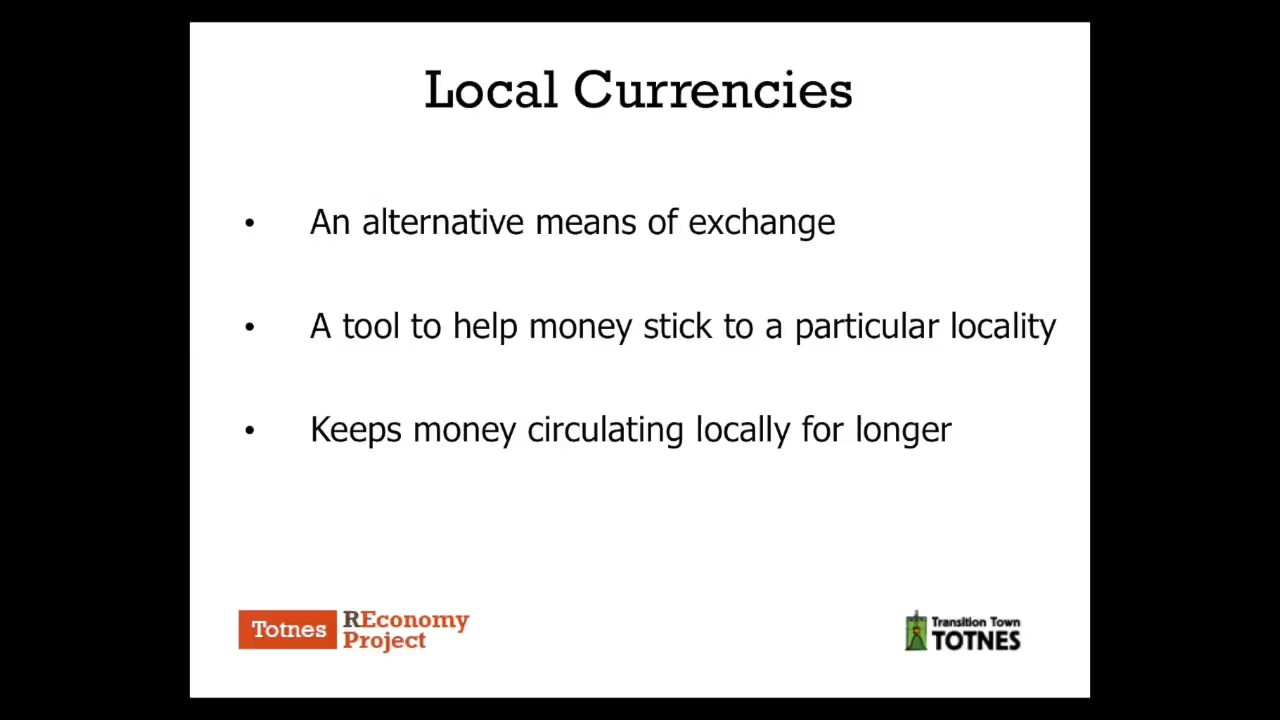 Local Currencies
• An alternative means of exchange
• A tool to help money stick to a particular locality
• Keeps money circulating locally for longer
Totnes REconomy
Project
Transition Town
TOTNES